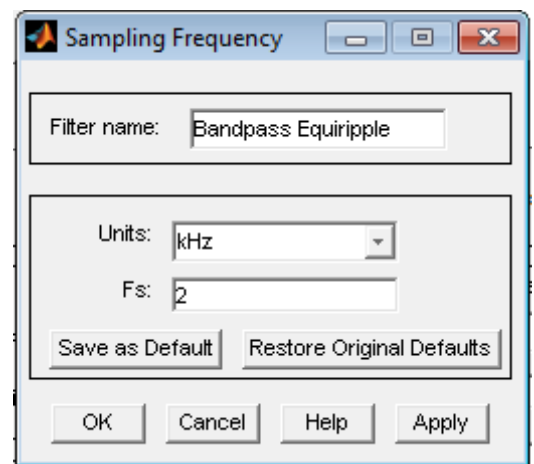 Sampling Frequency
Filter name: Bandpass Equiripple
Units: kHz
Fs: 2
Save as Default Restore Original Defaults
OK Cancel Help Apply